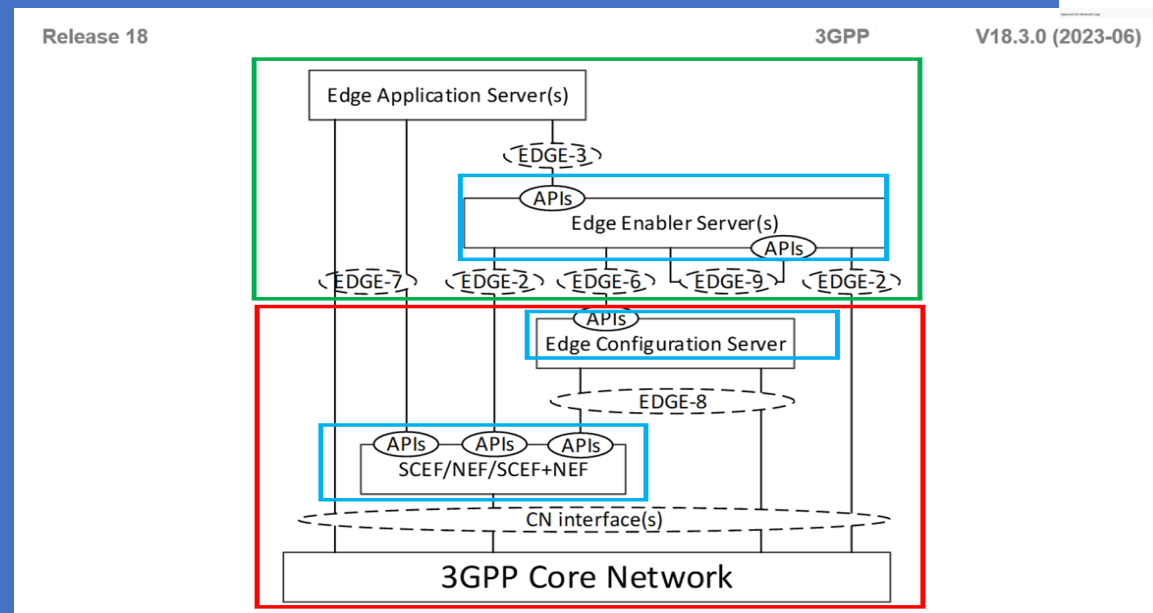 Release 18
3GPP
V18.3.0 (2023-06)
Edge Application Server(s)
EDGE-3
APIs
Edge Enabler Server(s)
APIs
EDGE-7
EDGE-2
EDGE-6
EDGE-9
EDGE-2
APIs
Edge Configuration Server
EDGE-8
APIs
APIs
APIs
SCEF/NEF/SCEF+NEF
CN interface(s)
3GPP Core Network